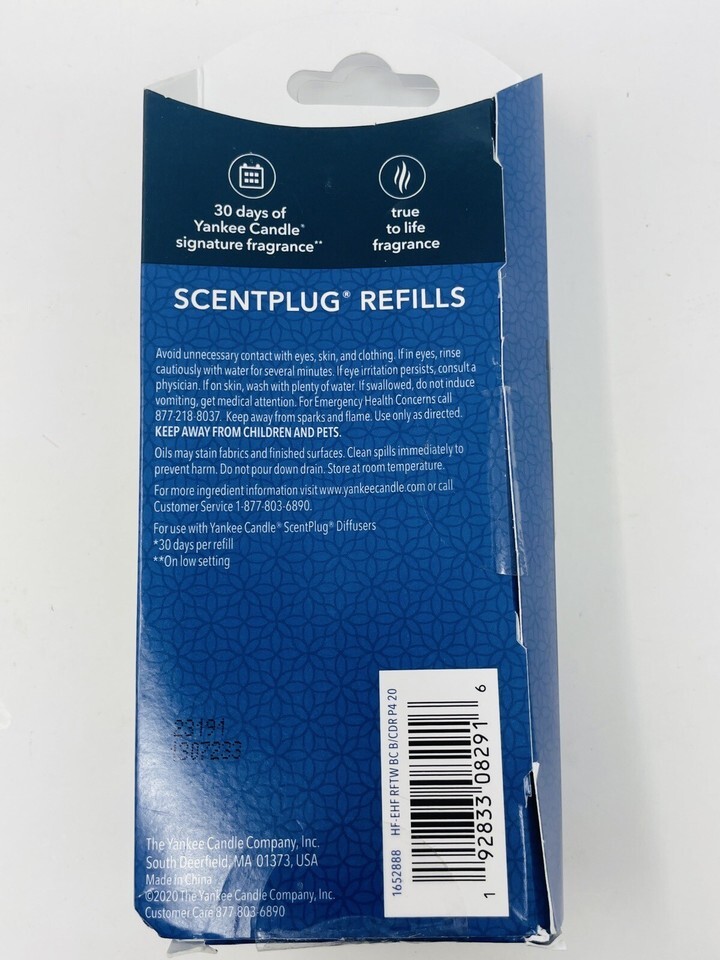 30 days of
Yankee Candle®
signature fragrance**
true
to life
fragrance
SCENTPLUG® REFILLS
Avoid unnecessary contact with eyes, skin, and clothing. If in eyes, rinse
cautiously with water for several minutes. If eye irritation persists, consult a
physician. If on skin, wash with plenty of water. If swallowed, do not induce
vomiting, get medical attention. For Emergency Health Concerns call
877-218-8037. Keep away from sparks and flame. Use only as directed.
KEEP AWAY FROM CHILDREN AND PETS.
Oils may stain fabrics and finished surfaces. Clean spills immediately to
prevent harm. Do not pour down drain. Store at room temperature.
For more ingredient information visit www.yankeecandle.com or call
Customer Service 1-877-803-6890.
For use with Yankee Candle® ScentPlug® Diffusers
*30 days per refill
**On low setting
23191
The Yankee Candle Company, Inc.
South Deerfield, MA 01373, USA
Made in China
©2020 The Yankee Candle Company, Inc.
Customer Care 877-803-6890
1652888 HF-EHF RFTW BC B/CDR P4 20
1 92833 08291 6